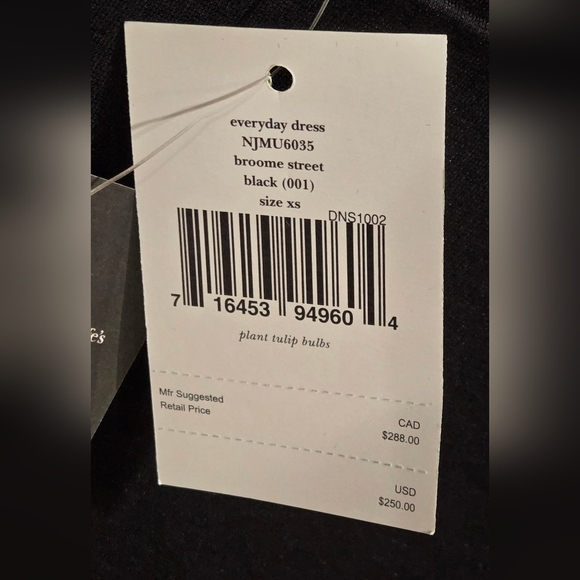 everyday dress
NJMU6035
broome street
black (001)
size xs
DNS1002
7 16453 94960 4
plant tulip bulbs
Mfr Suggested
Retail Price
CAD
$288.00
USD
$250.00